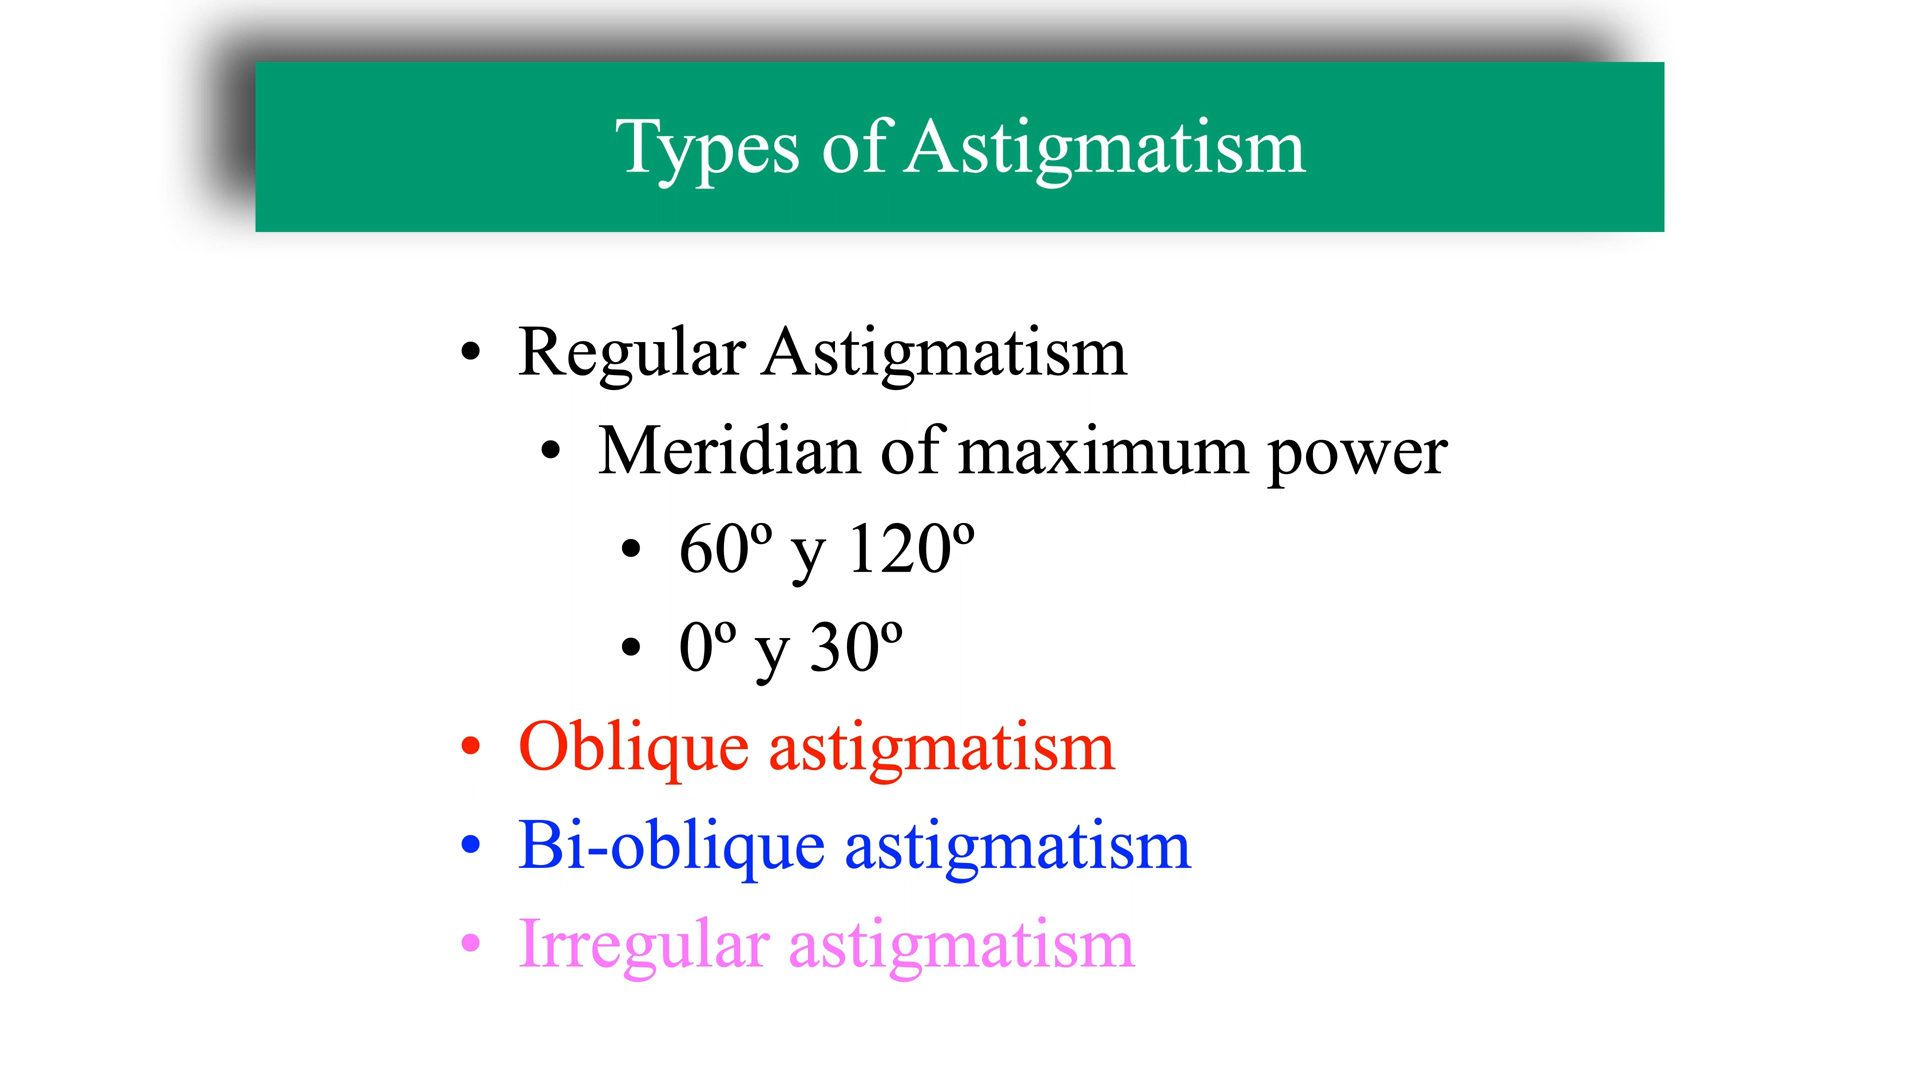 Types of Astigmatism
• Regular Astigmatism
• Meridian of maximum power
• 60º y 120º
• 0º y 30º
• Oblique astigmatism
• Bi-oblique astigmatism
• Irregular astigmatism